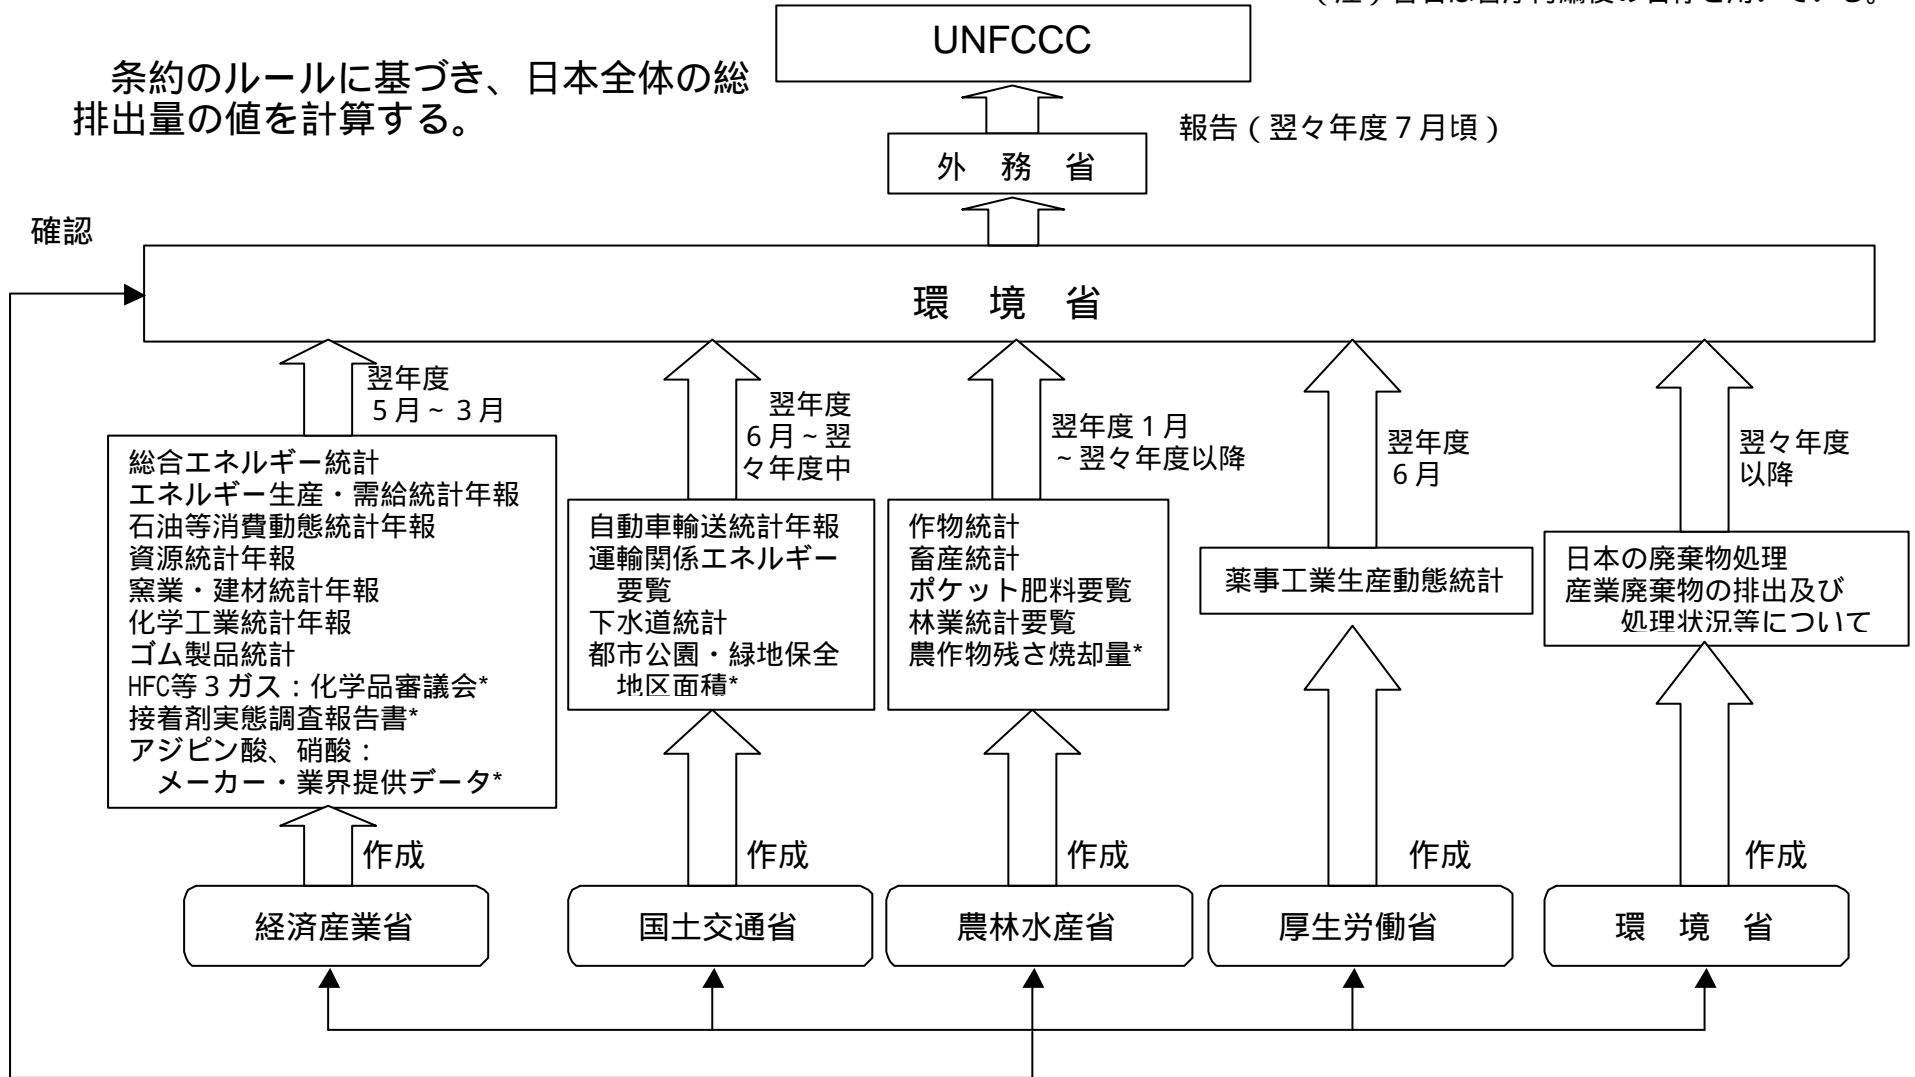 UNFCCC
条約のルールに基づき、日本全体の総
排出量の値を計算する。
報告（翌々年度７月頃）
外　務　省
確認
環　境　省
翌年度
５月～３月
翌年度
６月～翌
々年度中
翌年度１月
～翌々年度以降
翌年度
６月
翌々年度
以降
総合エネルギー統計
エネルギー生産・需給統計年報
石油等消費動態統計年報
資源統計年報
窯業・建材統計年報
化学工業統計年報
ゴム製品統計
HFC等３ガス：化学品審議会*
接着剤実態調査報告書*
アジピン酸、硝酸：
メーカー・業界提供データ*
自動車輸送統計年報
運輸関係エネルギー
要覧
下水道統計
都市公園・緑地保全
地区面積*
作物統計
畜産統計
ポケット肥料要覧
林業統計要覧
農作物残さ焼却量*
薬事工業生産動態統計
日本の廃棄物処理
産業廃棄物の排出及び
処理状況等について
作成
作成
作成
作成
作成
経済産業省
国土交通省
農林水産省
厚生労働省
環　境　省